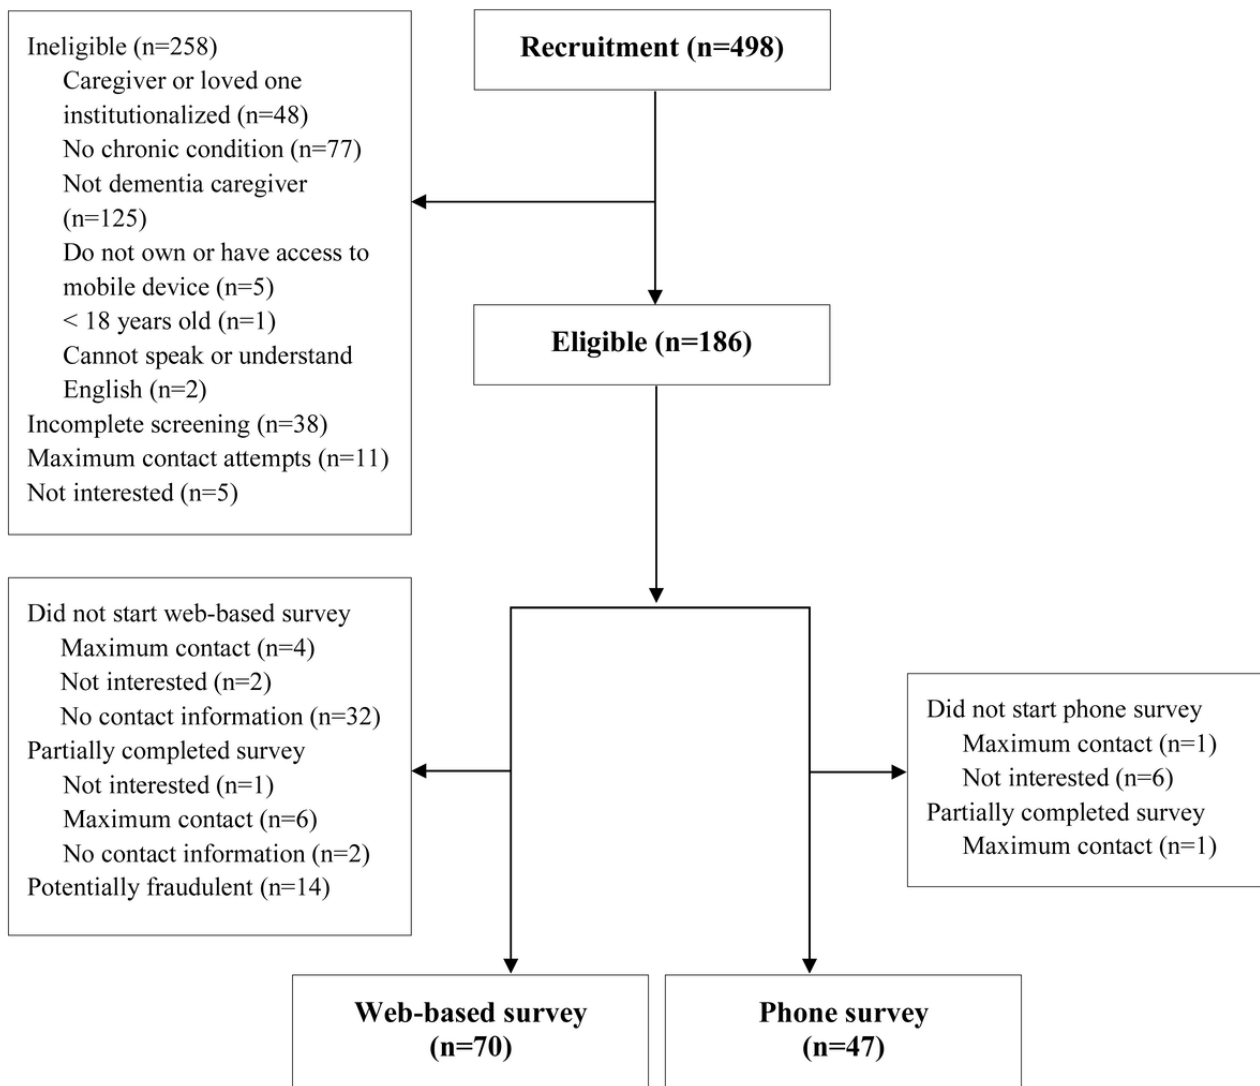 Recruitment (n=498)
Ineligible (n=258)
Caregiver or loved one
institutionalized (n=48)
No chronic condition (n=77)
Not dementia caregiver
(n=125)
Do not own or have access to
mobile device (n=5)
< 18 years old (n=1)
Cannot speak or understand
English (n=2)
Incomplete screening (n=38)
Maximum contact attempts (n=11)
Not interested (n=5)
Eligible (n=186)
Did not start web-based survey
Maximum contact (n=4)
Not interested (n=2)
No contact information (n=32)
Partially completed survey
Not interested (n=1)
Maximum contact (n=6)
No contact information (n=2)
Potentially fraudulent (n=14)
Did not start phone survey
Maximum contact (n=1)
Not interested (n=6)
Partially completed survey
Maximum contact (n=1)
Web-based survey
(n=70)
Phone survey
(n=47)